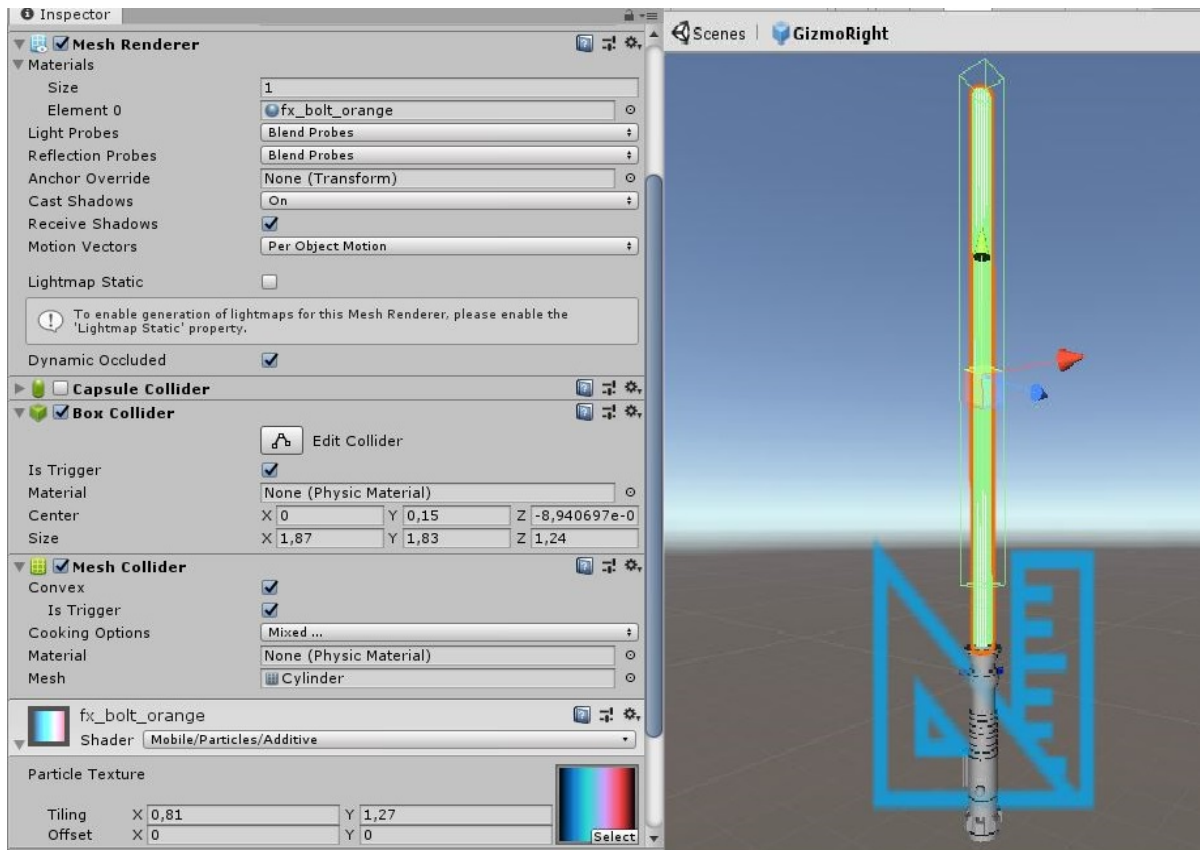 Inspector
Scenes GizmoRight
Mesh Renderer
Materials
Size 1
Element 0 fx_bolt_orange
Light Probes Blend Probes
Reflection Probes Blend Probes
Anchor Override None (Transform)
Cast Shadows On
Receive Shadows
Motion Vectors Per Object Motion
Lightmap Static
To enable generation of lightmaps for this Mesh Renderer, please enable the
'Lightmap Static' property.
Dynamic Occluded
Capsule Collider
Box Collider
Edit Collider
Is Trigger
Material None (Physic Material)
Center X 0 Y 0,15 Z -8,940697e-0
Size X 1,87 Y 1,83 Z 1,24
Mesh Collider
Convex
Is Trigger
Cooking Options Mixed ...
Material None (Physic Material)
Mesh Cylinder
fx_bolt_orange
Shader Mobile/Particles/Additive
Particle Texture
Tiling X 0,81 Y 1,27
Offset X 0 Y 0
Select